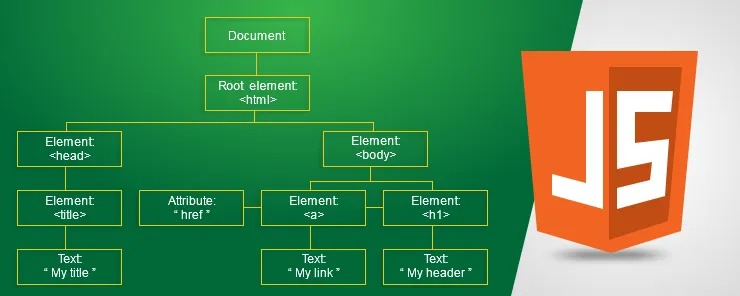 Document
Root element:
<html>
Element:
<head>
Element:
<body>
Element:
<title>
Attribute:
“ href ”
Element:
<a>
Element:
<h1>
Text:
“ My title ”
Text:
“ My link ”
Text:
“ My header ”
JS